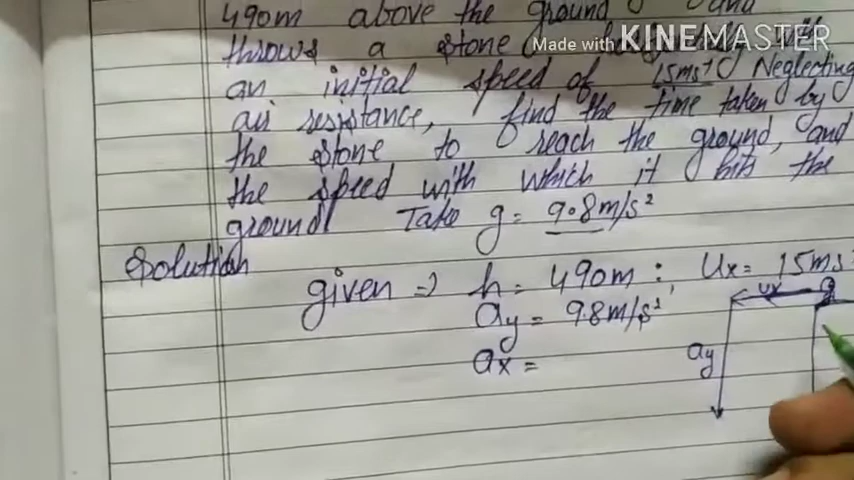 490m above the ground and
throws a stone with
Made with KINEMASTER
an initial speed of 15ms⁻¹ Neglecting
air resistance, find the time taken by
the stone to reach the ground, and
the speed with which it hits the
ground Take g = 9.8m/s²
Solution
given => h = 490m ; Ux = 15ms
ay = 9.8m/s²
ux
ax =
ay